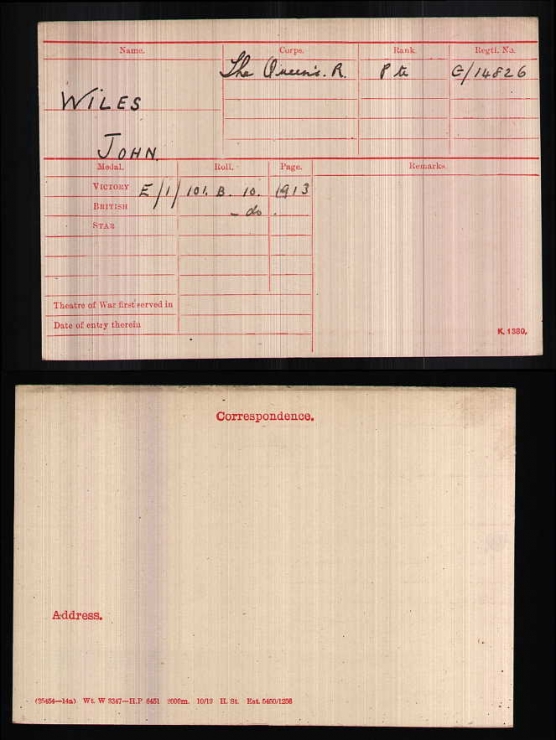 Name. Corps. Rank. Regtl. No.
The Queen's. R. Pte G/14826
WILES
JOHN.
Medal. Roll. Page. Remarks
VICTORY E/1/101. B. 10. 1913
BRITISH - do .
STAR
Theatre of War first served in
Date of entry therein
K. 1380.
Correspondence.
Address.
Wt. W 3347—H.P 6451 10/19 H. St.